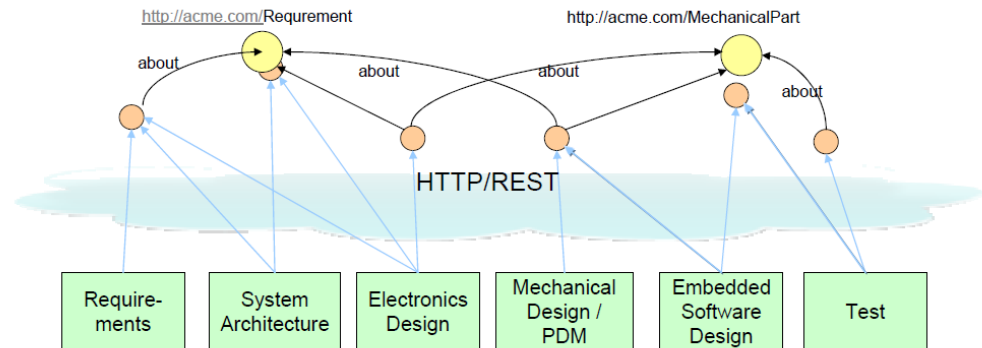 http://acme.com/Requrement
http://acme.com/MechanicalPart
about
about
about
about
HTTP/REST
Require-
ments
System
Architecture
Electronics
Design
Mechanical
Design /
PDM
Embedded
Software
Design
Test